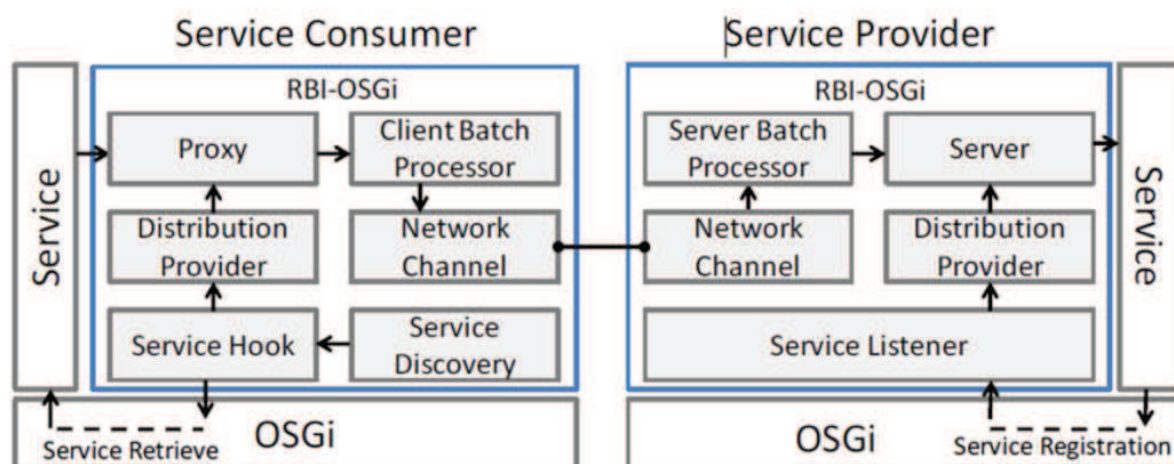 Service Consumer
Service Provider
RBI-OSGi
RBI-OSGi
Service
Proxy
Client Batch
Processor
Server Batch
Processor
Server
Service
Distribution
Provider
Network
Channel
Network
Channel
Distribution
Provider
Service Hook
Service
Discovery
Service Listener
OSGi
Service Retrieve
OSGi
Service Registration